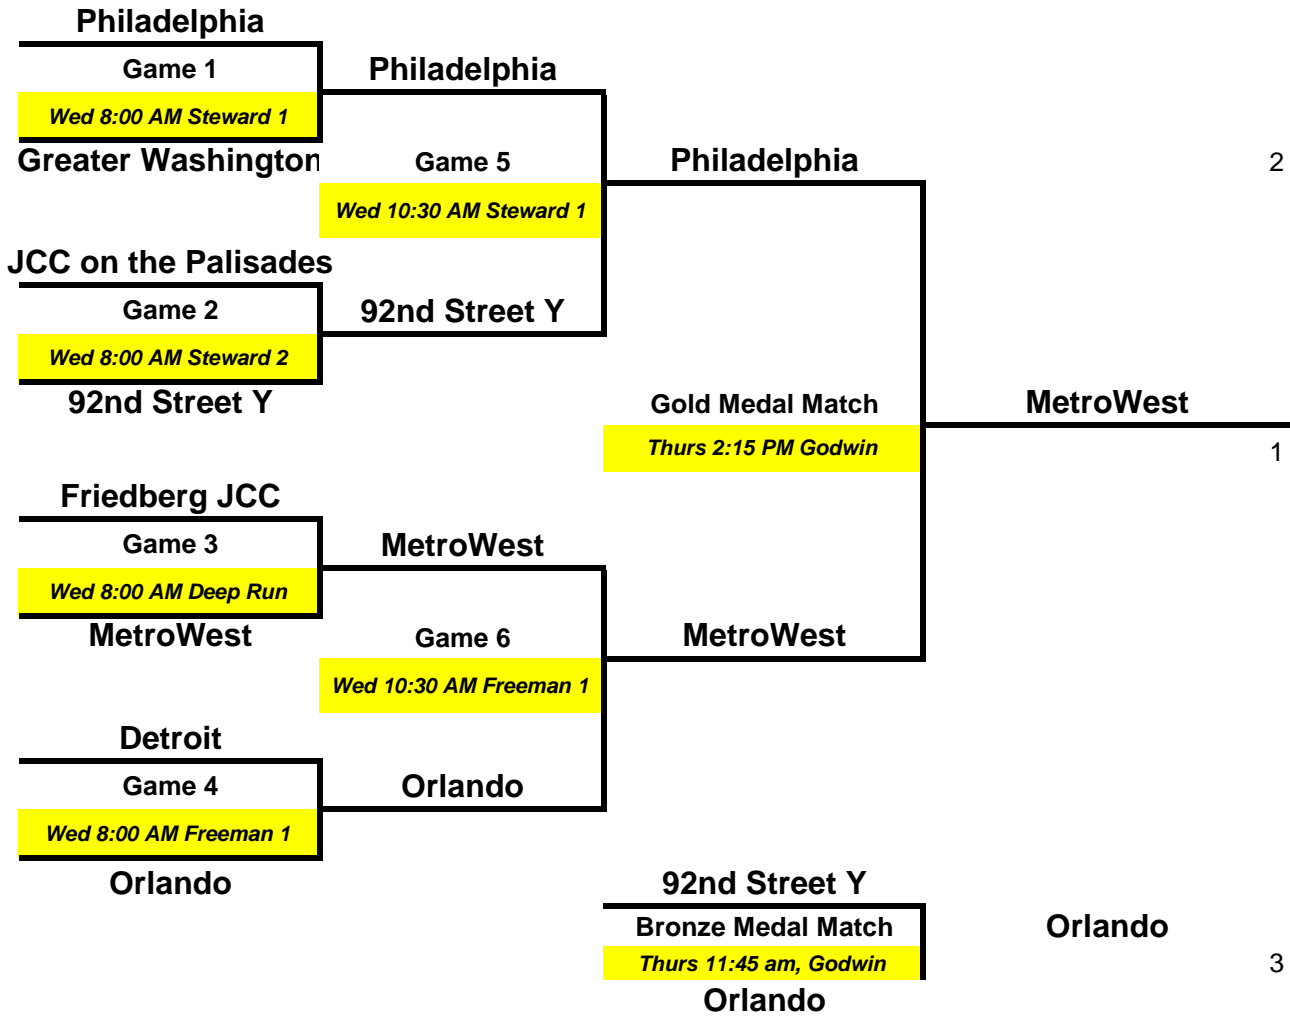 Philadelphia
Game 1
Wed 8:00 AM Steward 1
Greater Washington
Philadelphia
Game 5
Wed 10:30 AM Steward 1
Philadelphia
2
JCC on the Palisades
Game 2
Wed 8:00 AM Steward 2
92nd Street Y
92nd Street Y
Gold Medal Match
Thurs 2:15 PM Godwin
MetroWest
1
Friedberg JCC
Game 3
Wed 8:00 AM Deep Run
MetroWest
MetroWest
Game 6
Wed 10:30 AM Freeman 1
MetroWest
Detroit
Game 4
Wed 8:00 AM Freeman 1
Orlando
Orlando
92nd Street Y
Bronze Medal Match
Thurs 11:45 am, Godwin
Orlando
Orlando
3